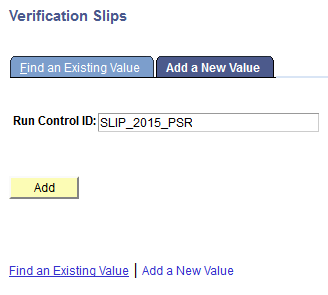 Verification Slips
Find an Existing Value Add a New Value
Run Control ID: SLIP_2015_PSR
Add
Find an Existing Value | Add a New Value